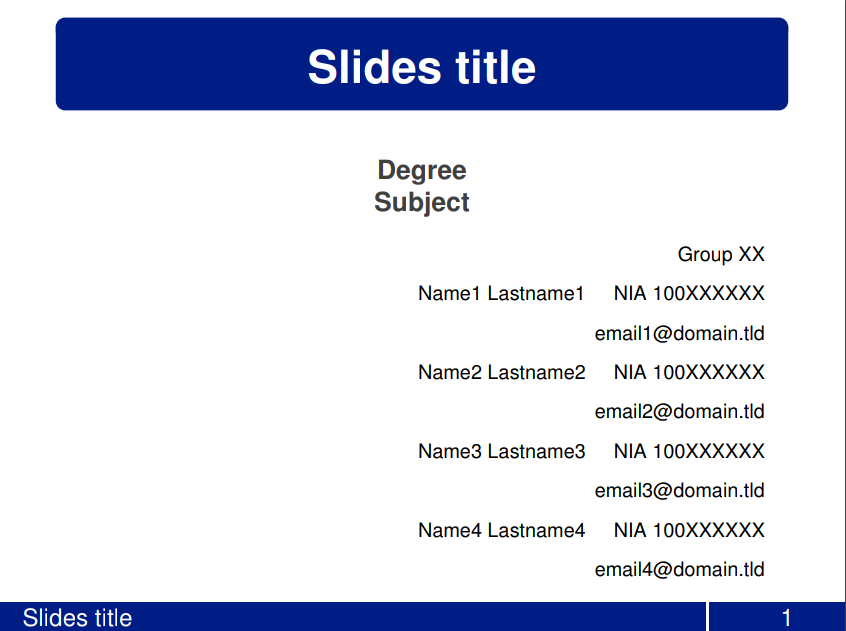 Slides title
Degree
Subject
Group XX
Name1 Lastname1 NIA 100XXXXXX
email1@domain.tld
Name2 Lastname2 NIA 100XXXXXX
email2@domain.tld
Name3 Lastname3 NIA 100XXXXXX
email3@domain.tld
Name4 Lastname4 NIA 100XXXXXX
email4@domain.tld
Slides title 1